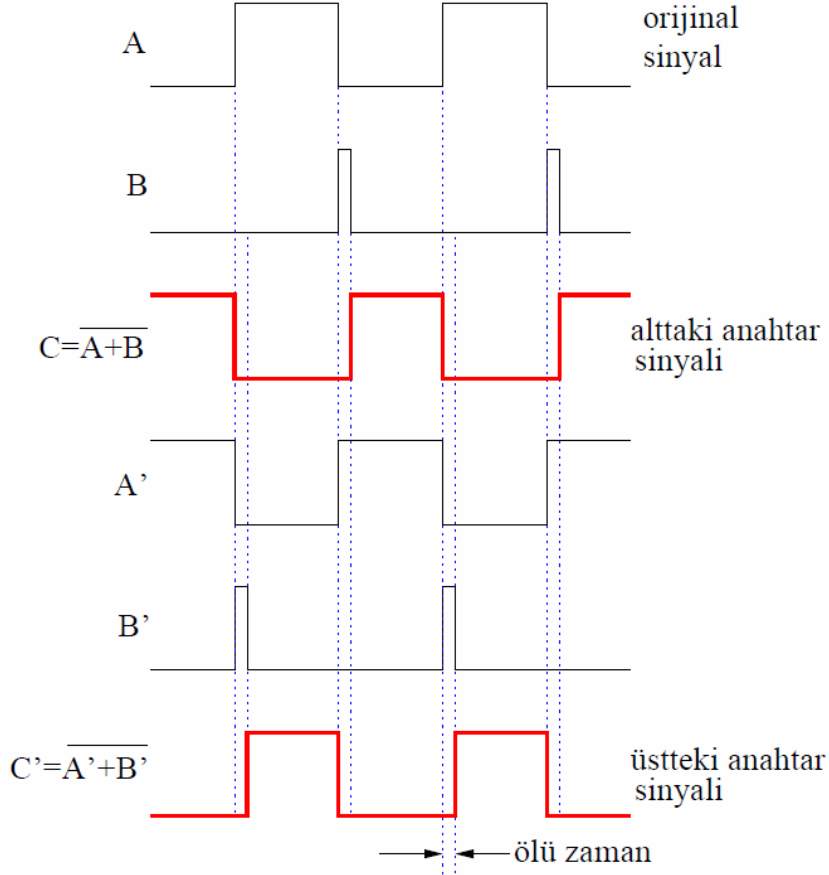 A
orijinal
sinyal
B
C=A+B
alttaki anahtar
sinyali
A’
B’
C’=A’+B’
üstteki anahtar
sinyali
ölü zaman